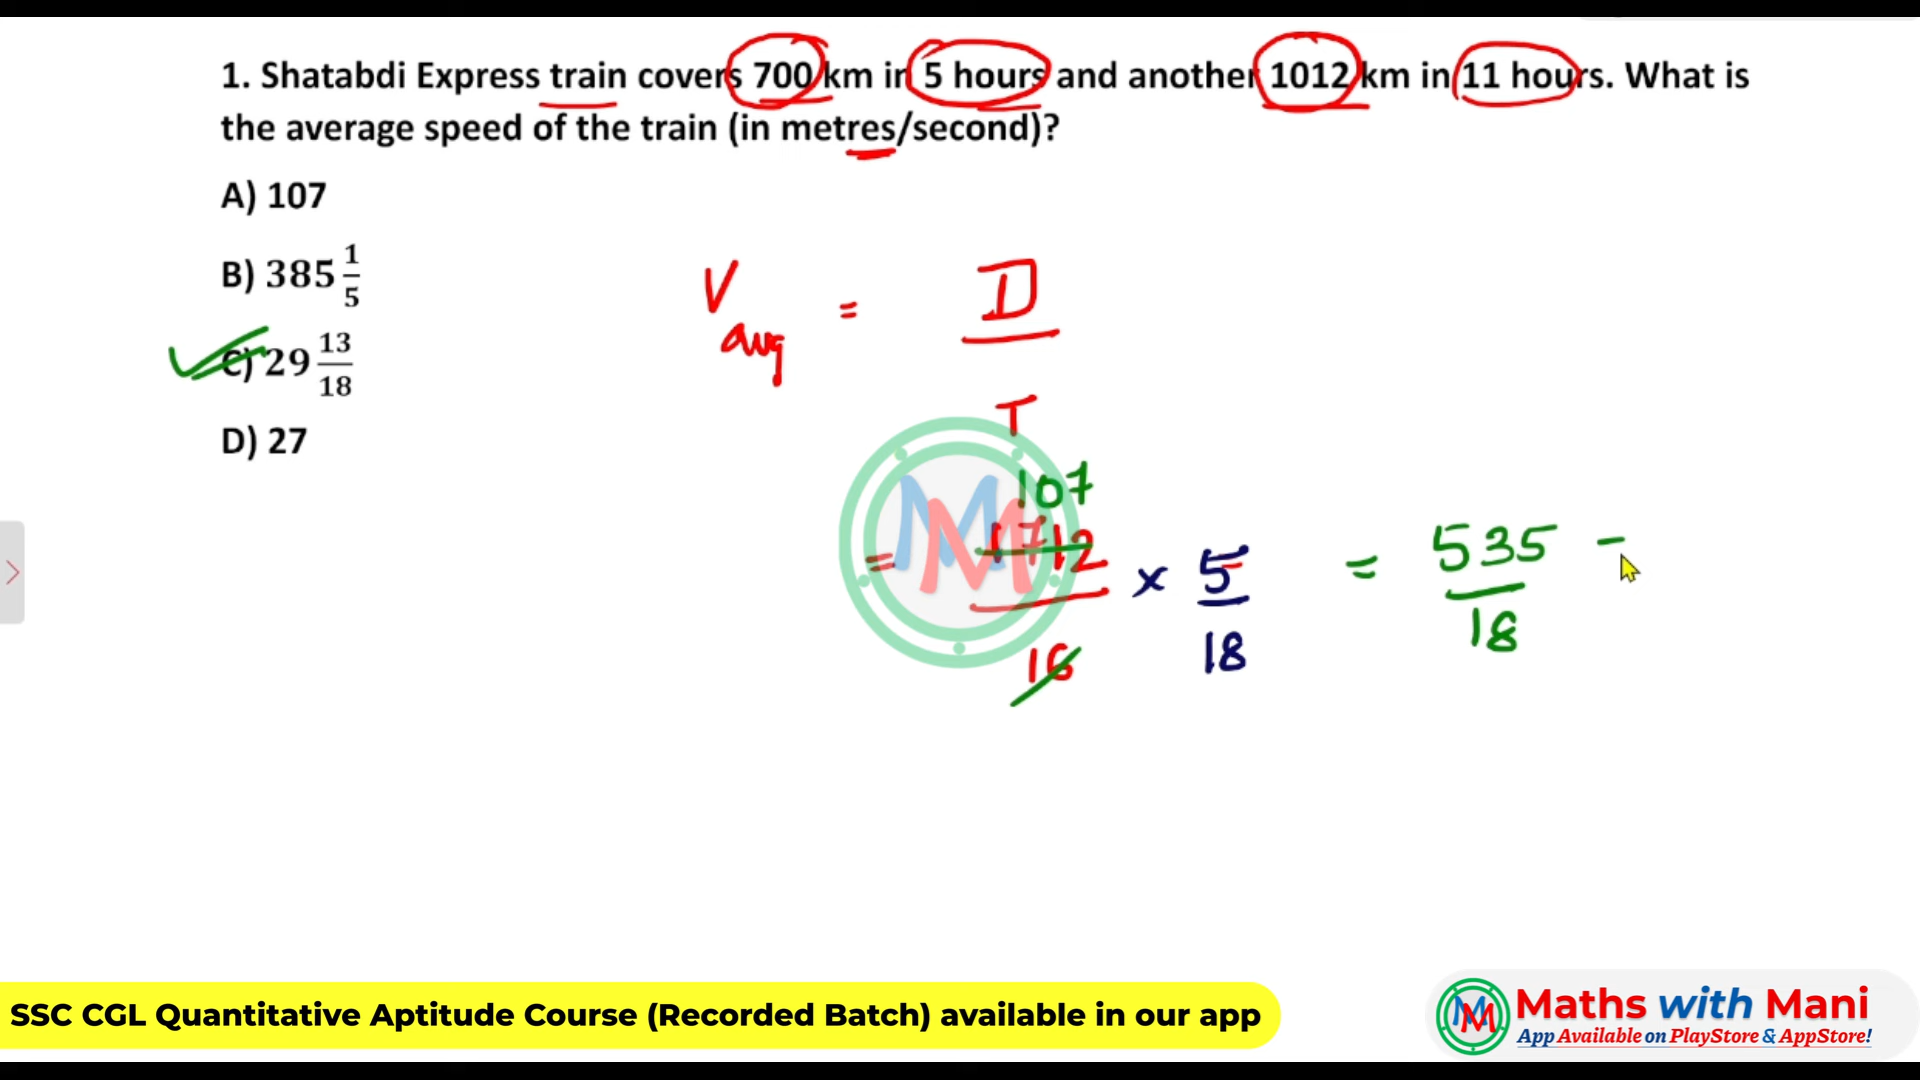 1. Shatabdi Express train covers 700 km in 5 hours and another 1012 km in 11 hours. What is
the average speed of the train (in metres/second)?
A) 107
B) 385 1/5
C) 29 13/18
D) 27
V avg = D / T
107
= 1712 / 16 × 5 / 18 = 535 / 18 –
MM
SSC CGL Quantitative Aptitude Course (Recorded Batch) available in our app
MM Maths with Mani
App Available on PlayStore & AppStore!